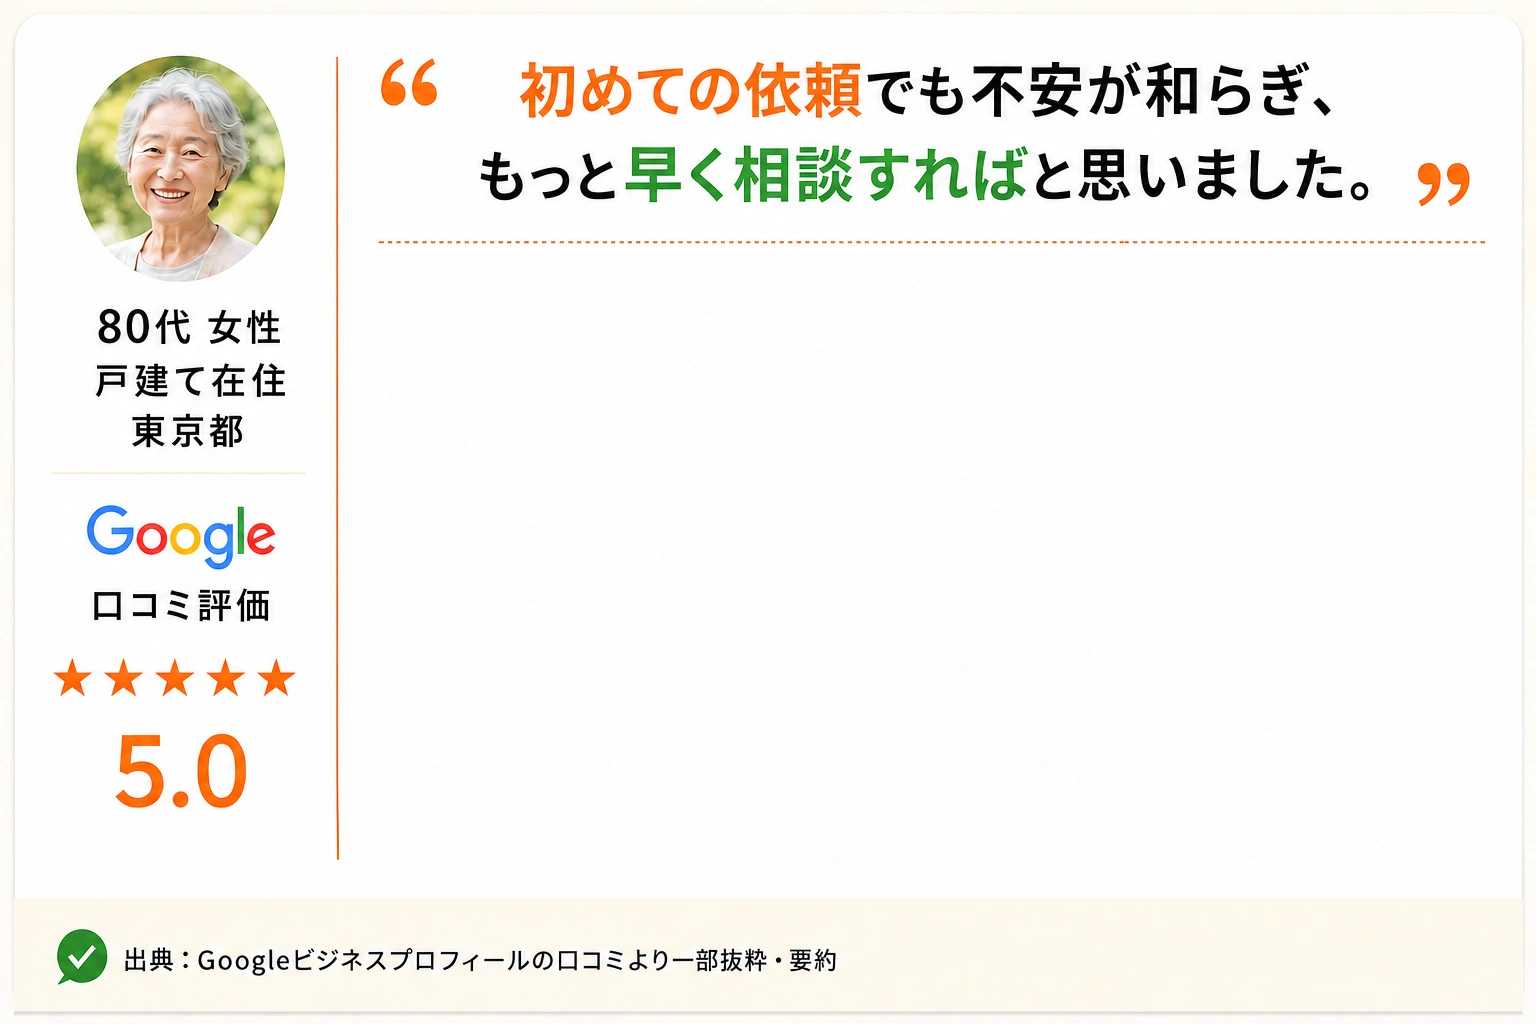 “初めての依頼でも不安が和らぎ、
もっと早く相談すればと思いました。”
80代 女性
戸建て在住
東京都
Google
口コミ評価
★★★★★
5.0
出典：Googleビジネスプロフィールの口コミより一部抜粋・要約